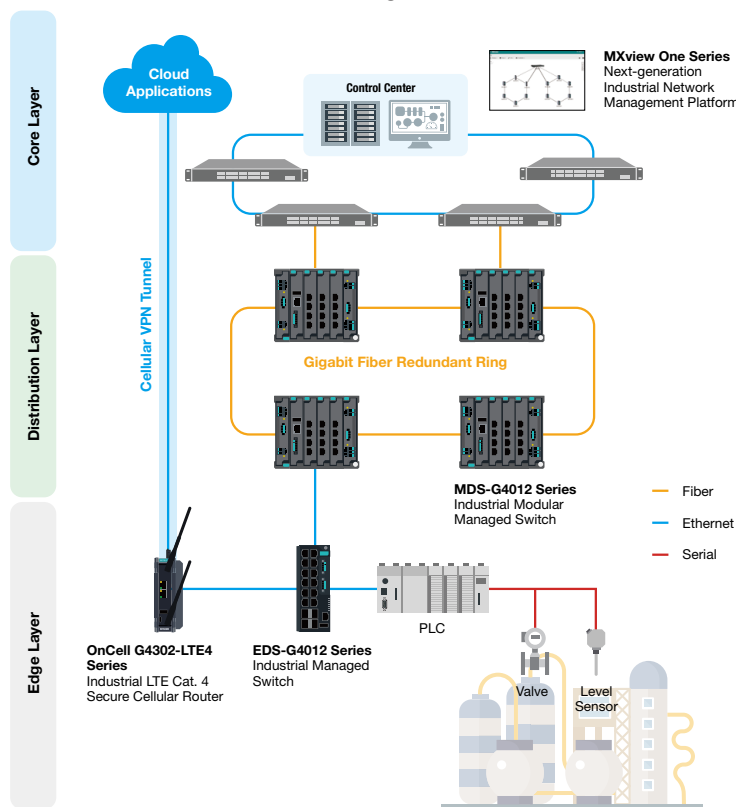 Core Layer
Cloud
Applications
Control Center
MXview One Series
Next-generation
Industrial Network
Management Platform
Distribution Layer
Cellular VPN Tunnel
Gigabit Fiber Redundant Ring
MDS-G4012 Series
Industrial Modular
Managed Switch
Fiber
Ethernet
Serial
Edge Layer
OnCell G4302-LTE4
Series
Industrial LTE Cat. 4
Secure Cellular Router
EDS-G4012 Series
Industrial Managed
Switch
PLC
Valve
Level
Sensor